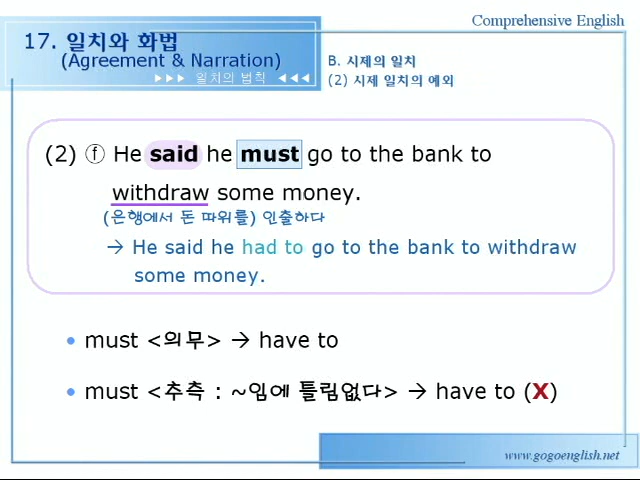 Comprehensive English
17. 일치와 화법
(Agreement & Narration)
▶▶▶ 일치의 법칙 ◀◀◀
B. 시제의 일치
(2) 시제 일치의 예외
(2) ⓕ He said he must go to the bank to
withdraw some money.
(은행에서 돈 따위를) 인출하다
→ He said he had to go to the bank to withdraw
some money.
• must <의무> → have to
• must <추측 : ~임에 틀림없다> → have to (X)
www.gogoenglish.net